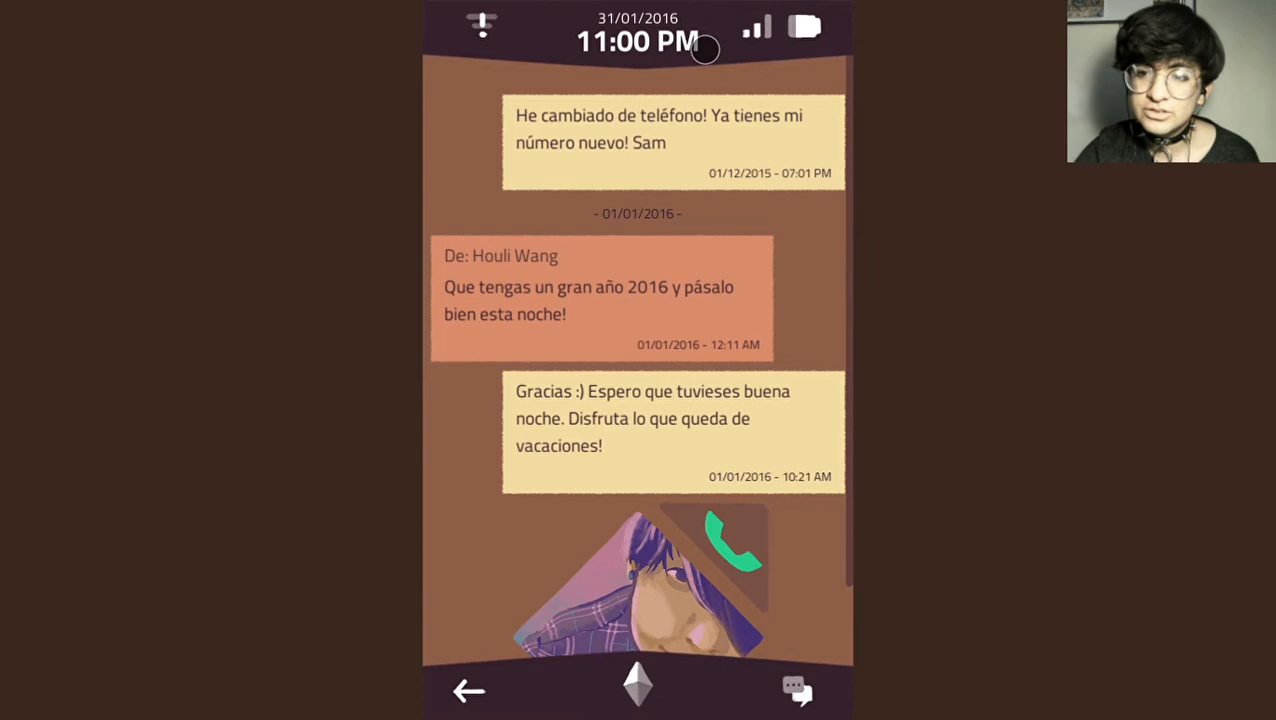 31/01/2016
11:00 PM
He cambiado de teléfono! Ya tienes mi
número nuevo! Sam
01/12/2015 - 07:01 PM
- 01/01/2016 -
De: Houli Wang
Que tengas un gran año 2016 y pásalo
bien esta noche!
01/01/2016 - 12:11 AM
Gracias :) Espero que tuvieses buena
noche. Disfruta lo que queda de
vacaciones!
01/01/2016 - 10:21 AM